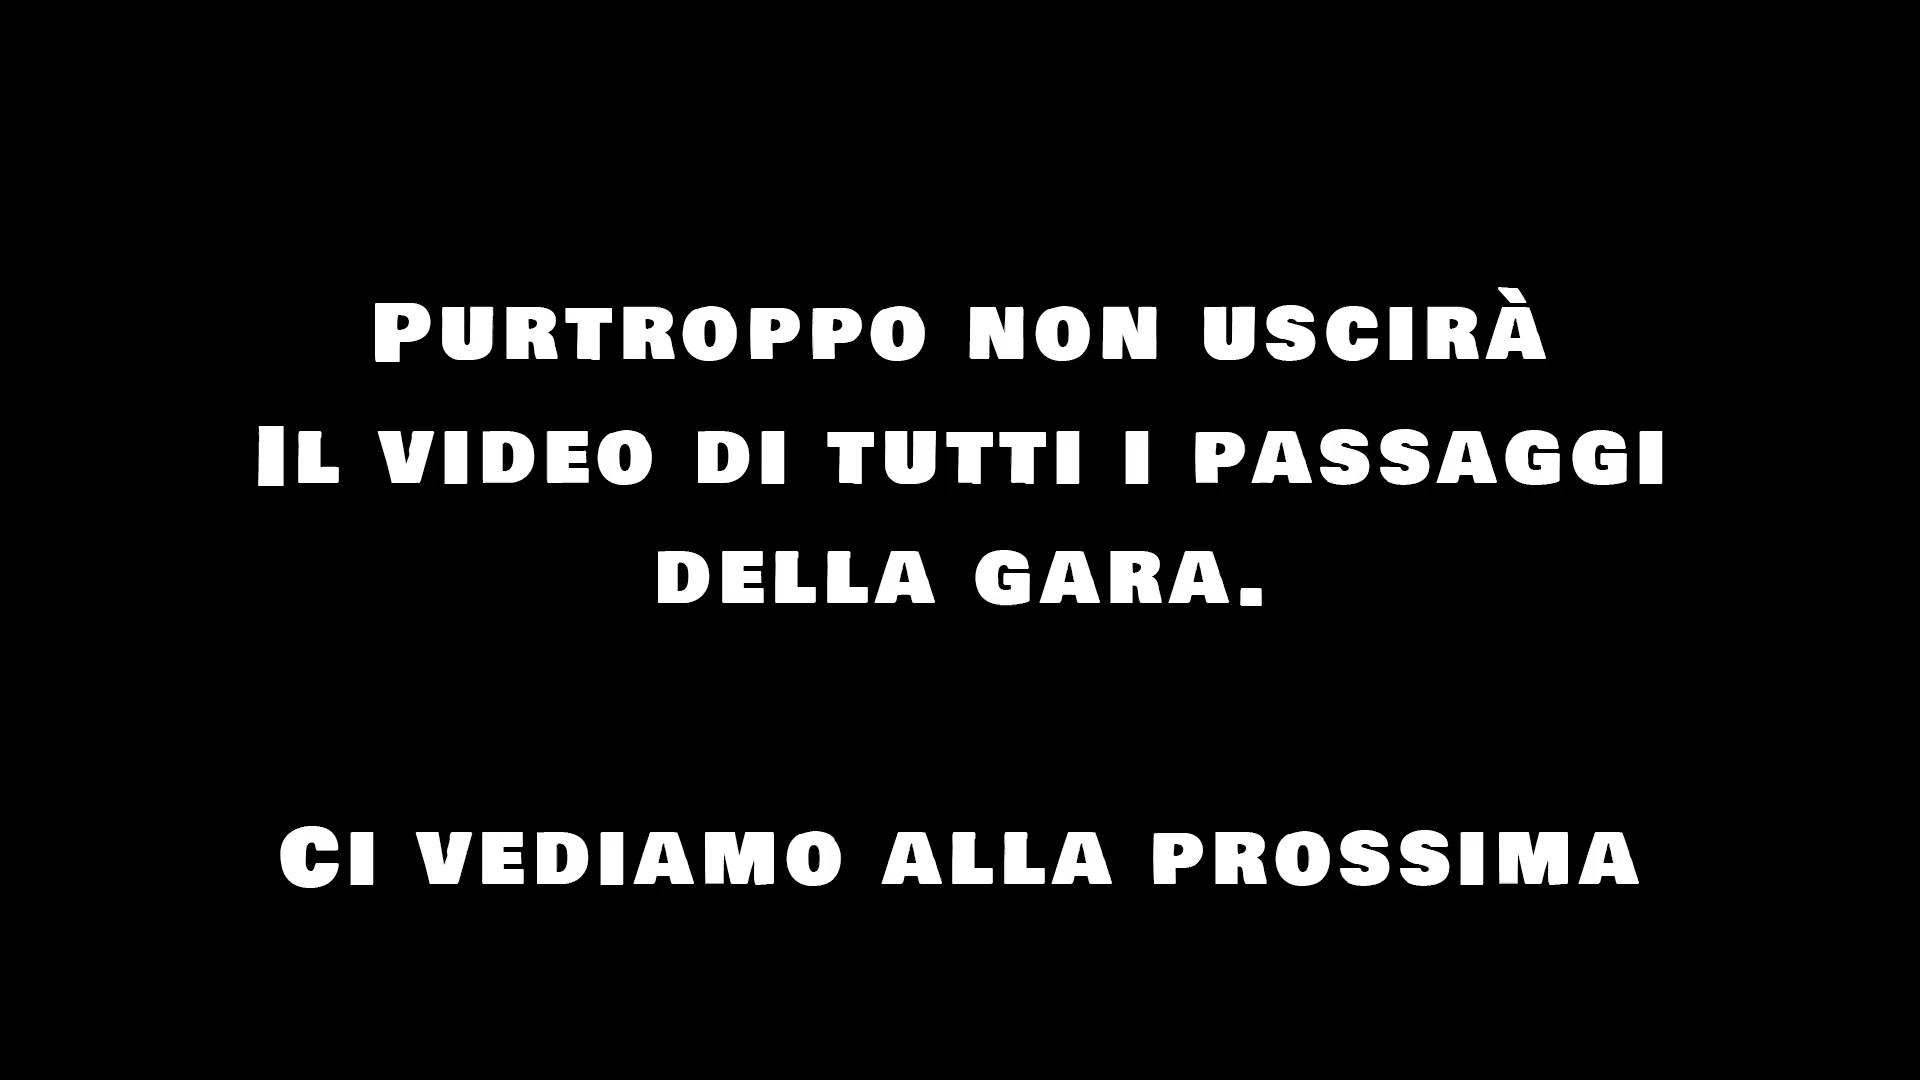 Purtroppo non uscirà
Il video di tutti i passaggi
della gara.
Ci vediamo alla prossima